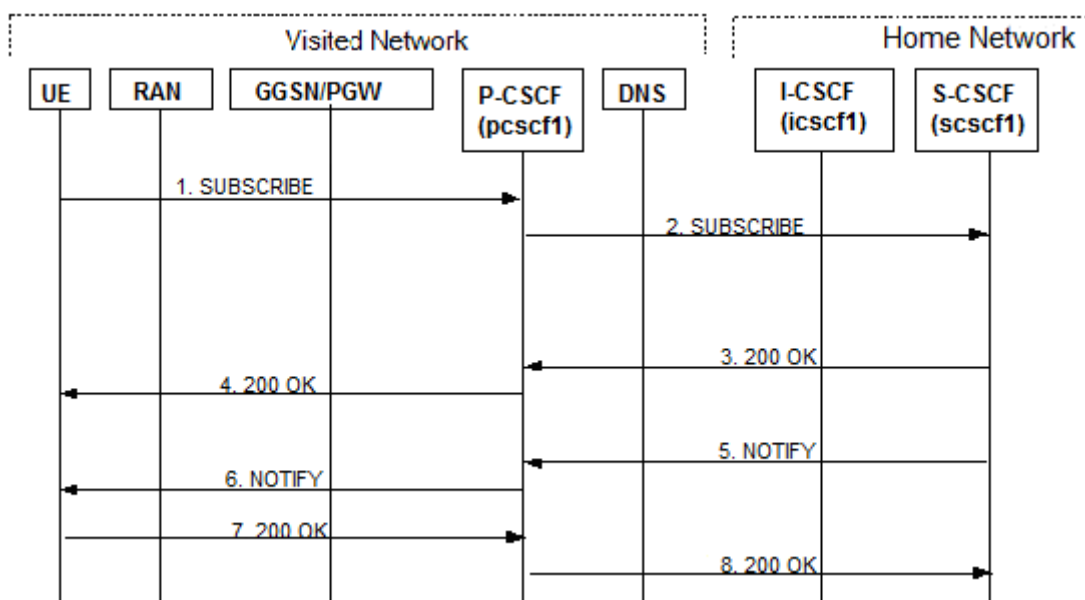 Visited Network
Home Network
UE
RAN
GGSN/PGW
P-CSCF
(pcscf1)
DNS
I-CSCF
(icscf1)
S-CSCF
(scscf1)
1. SUBSCRIBE
2. SUBSCRIBE
3. 200 OK
4. 200 OK
5. NOTIFY
6. NOTIFY
7. 200 OK
8. 200 OK